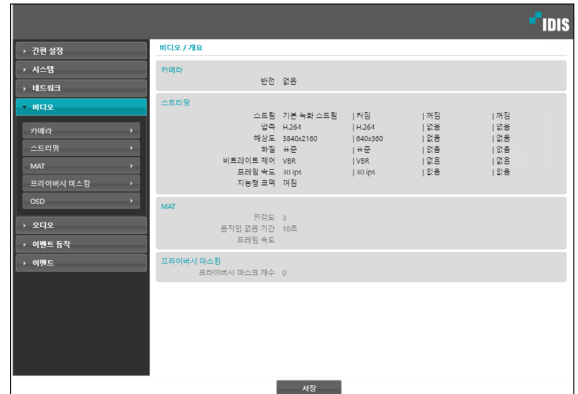 IDIS
간편 설정
시스템
네트워크
비디오
카메라
스트리밍
MAT
프라이버시 마스킹
OSD
오디오
이벤트 동작
이벤트
비디오 / 개요
카메라
반전 없음
스트리밍
스트림 기본 녹화 스트림 | 켜짐 | 꺼짐 | 꺼짐
압축 H.264 | H.264 | 없음 | 없음
해상도 3840x2160 | 640x360 | 없음 | 없음
화질 표준 | 표준 | 없음 | 없음
비트레이트 제어 VBR | VBR | 없음 | 없음
프레임 속도 30 ips | 30 ips | 없음 | 없음
지능형 코덱 꺼짐
MAT
민감도 3
움직임 없음 기간 10초
프레임 속도
프라이버시 마스킹
프라이버시 마스크 개수 0
저장